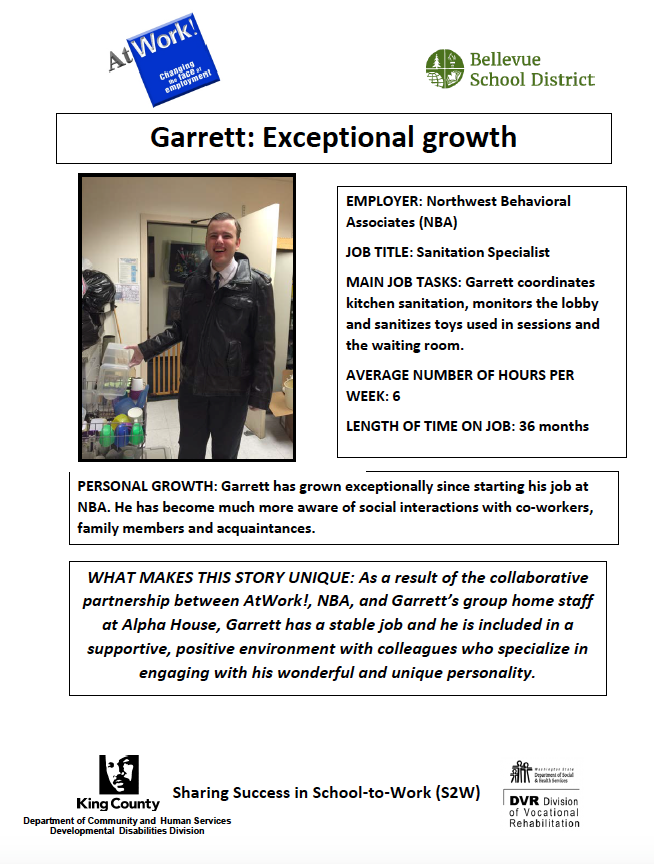 AtWork!
Changing
the face of
employment
Bellevue
School District
Garrett: Exceptional growth
EMPLOYER: Northwest Behavioral
Associates (NBA)
JOB TITLE: Sanitation Specialist
MAIN JOB TASKS: Garrett coordinates
kitchen sanitation, monitors the lobby
and sanitizes toys used in sessions and
the waiting room.
AVERAGE NUMBER OF HOURS PER
WEEK: 6
LENGTH OF TIME ON JOB: 36 months
PERSONAL GROWTH: Garrett has grown exceptionally since starting his job at
NBA. He has become much more aware of social interactions with co-workers,
family members and acquaintances.
WHAT MAKES THIS STORY UNIQUE: As a result of the collaborative
partnership between AtWork!, NBA, and Garrett’s group home staff
at Alpha House, Garrett has a stable job and he is included in a
supportive, positive environment with colleagues who specialize in
engaging with his wonderful and unique personality.
King County
Department of Community and Human Services
Developmental Disabilities Division
Sharing Success in School-to-Work (S2W)
Washington State
Department of Social
& Health Services
DVR Division
of Vocational
Rehabilitation